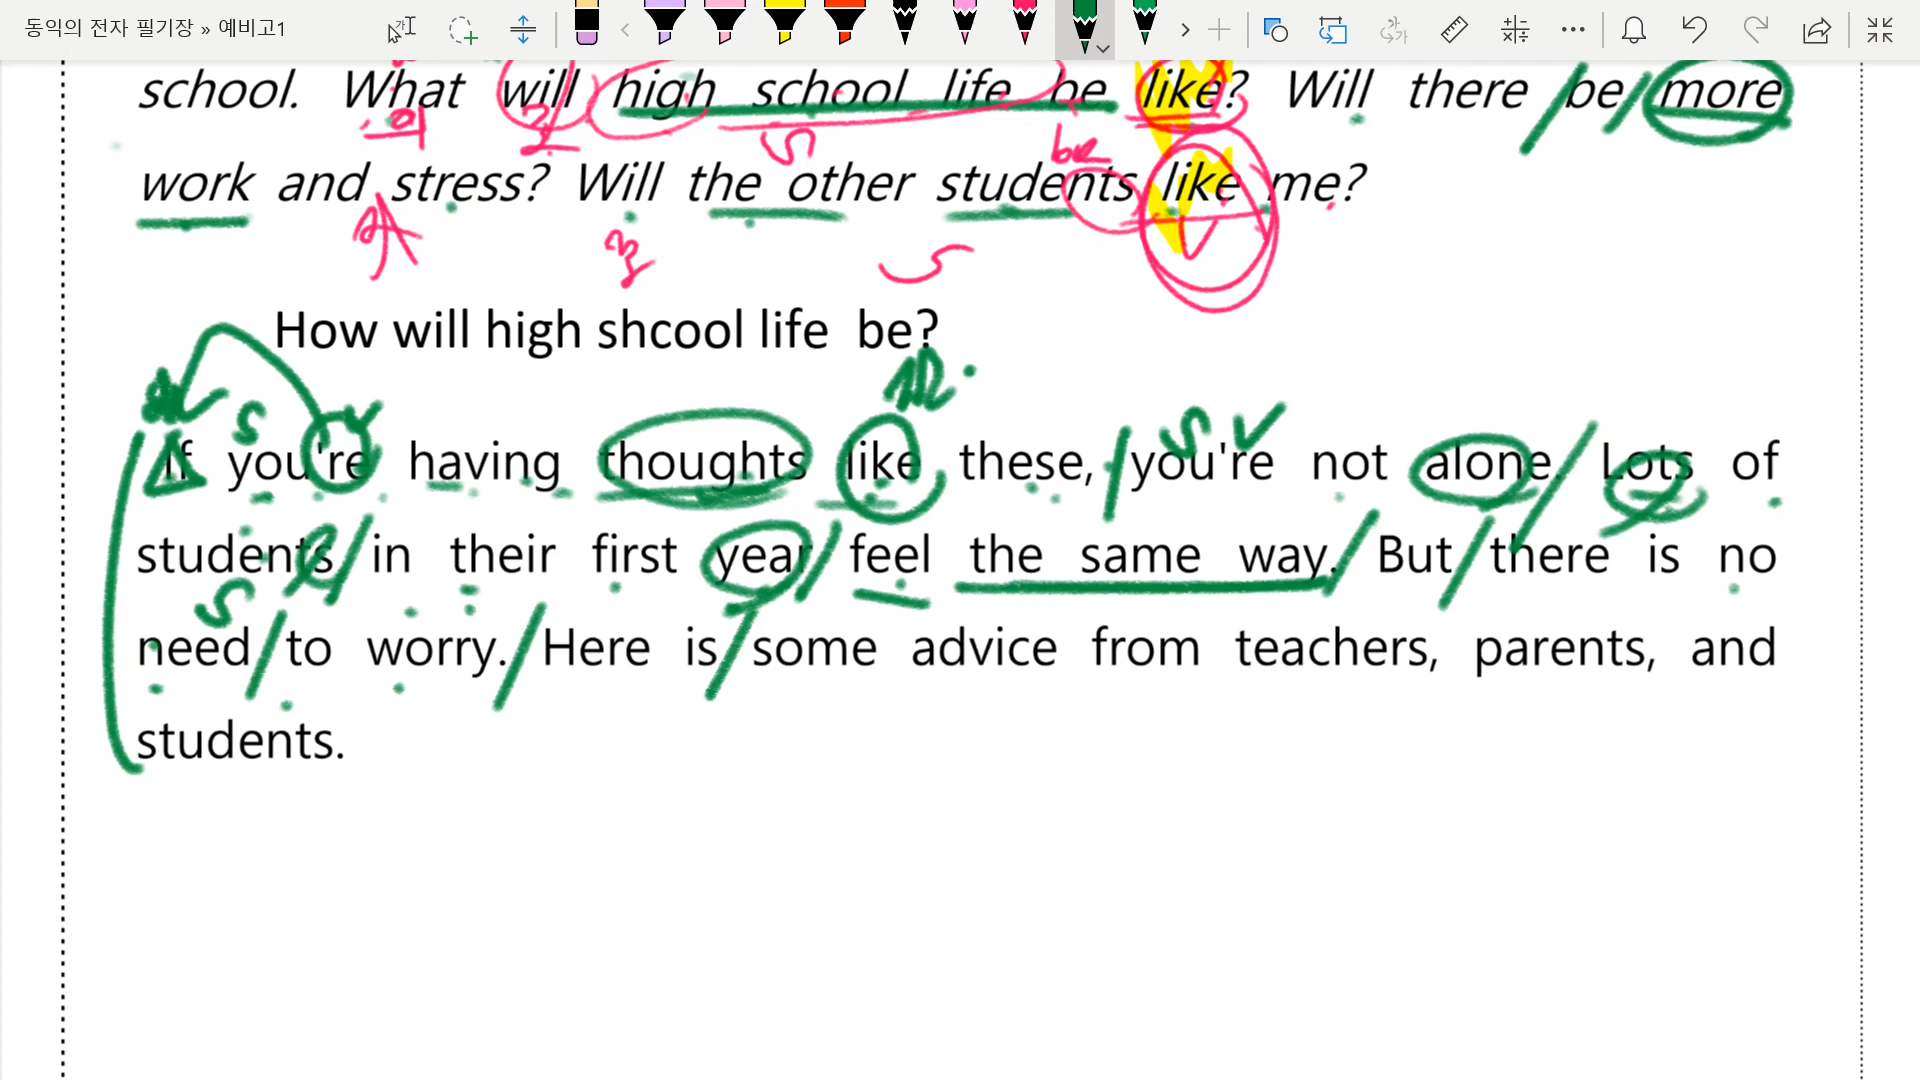 동익의 전자 필기장 » 예비고1
school. What will high school life be like? Will there be more
be
work and stress? Will the other students like me?
How will high shcool life be?
If you're having thoughts like these, you're not alone. Lots of
students in their first year feel the same way. But there is no
need to worry. Here is some advice from teachers, parents, and
students.